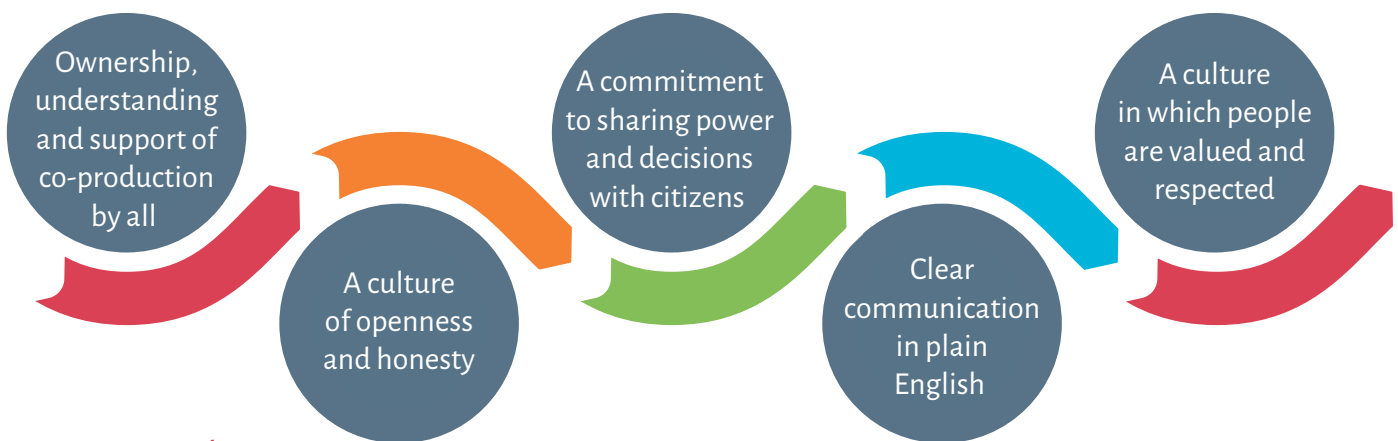 Ownership,
understanding
and support of
co-production
by all
A culture
of openness
and honesty
A commitment
to sharing power
and decisions
with citizens
Clear
communication
in plain
English
A culture
in which people
are valued and
respected